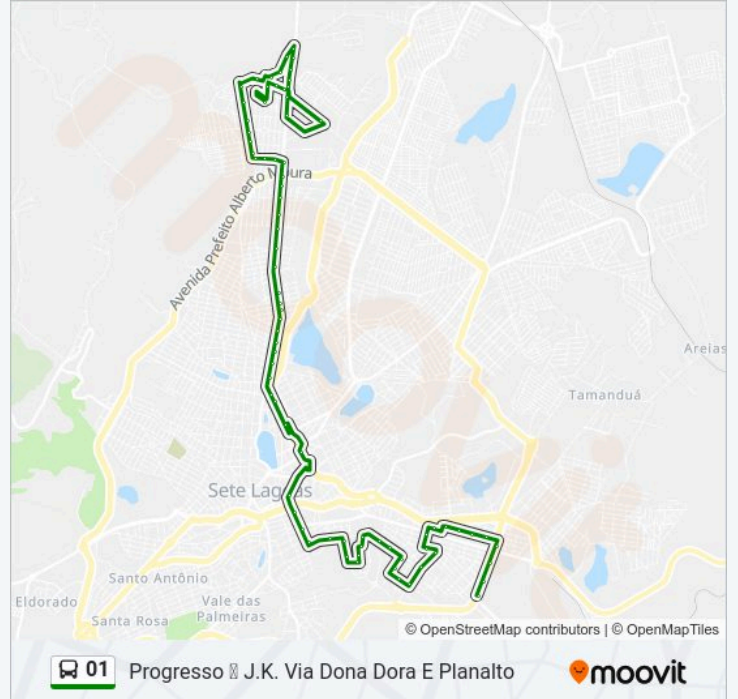 Avenida Prefeito Alberto Moura
Areias
Tamanduá
Sete Lagoas
Santo Antônio
Eldorado
Vale das
Palmeiras
Santa Rosa
© OpenStreetMap contributors | © OpenMapTiles
01 Progresso ▯ J.K. Via Dona Dora E Planalto
moovit
moovit